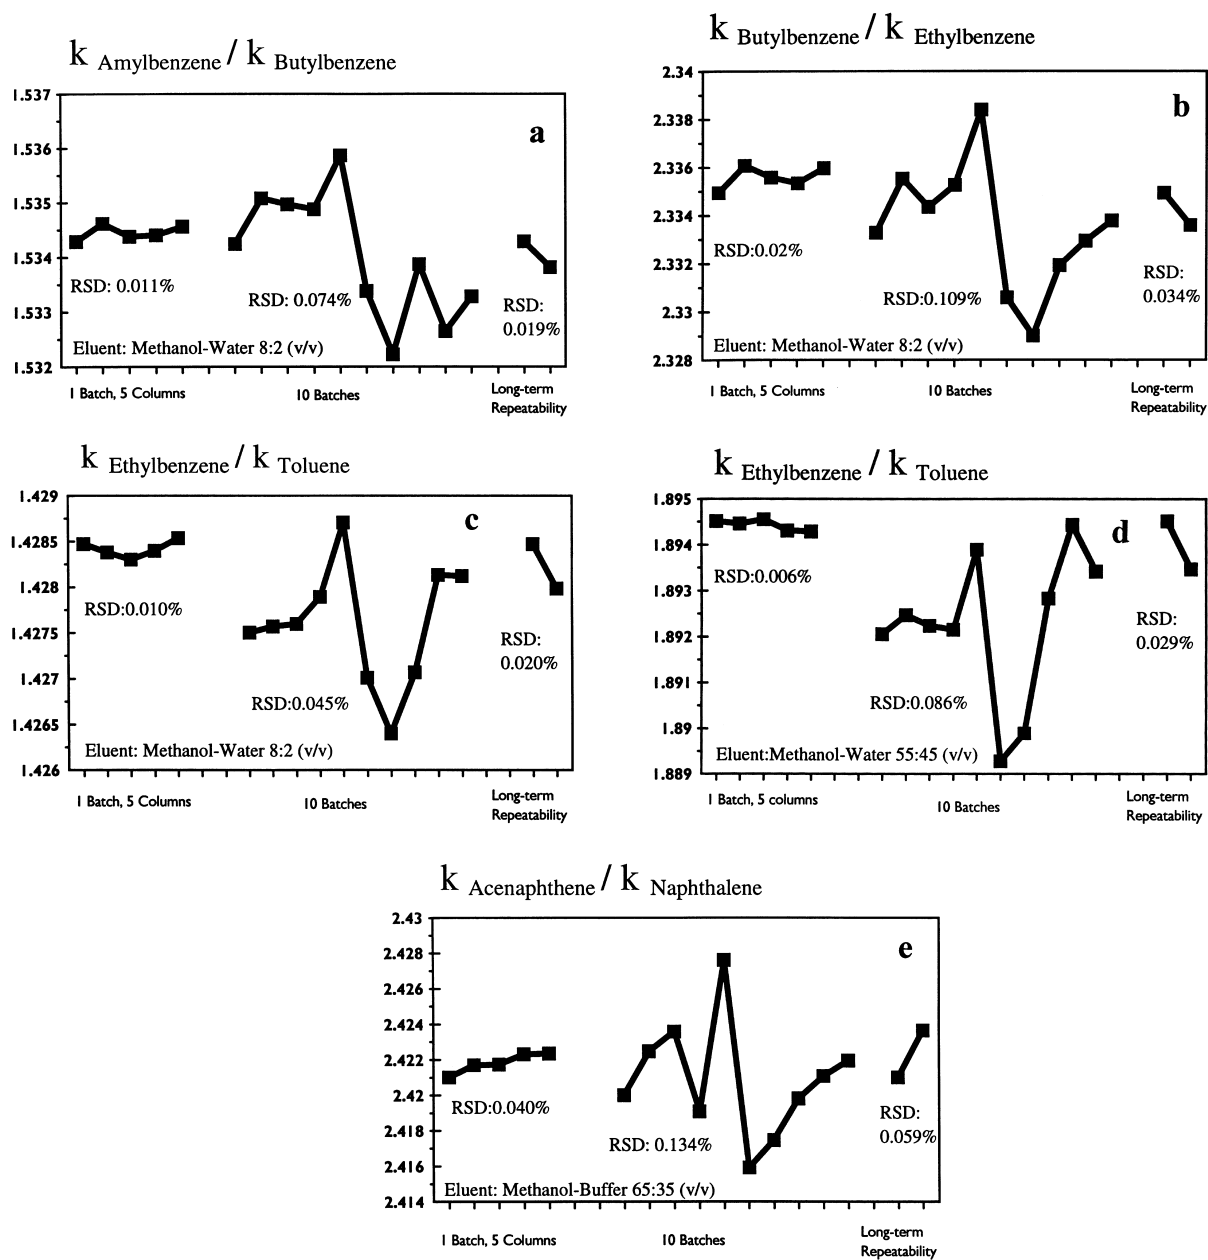 k Amylbenzene / k Butylbenzene
1.537
1.536
1.535
1.534
1.533
1.532
a
RSD: 0.011%
RSD: 0.074%
RSD:
0.019%
Eluent: Methanol-Water 8:2 (v/v)
1 Batch, 5 Columns
10 Batches
Long-term
Repeatability
k Butylbenzene / k Ethylbenzene
2.34
2.338
2.336
2.334
2.332
2.33
2.328
b
RSD:0.02%
RSD:0.109%
RSD:
0.034%
Eluent: Methanol-Water 8:2 (v/v)
1 Batch, 5 Columns
10 Batches
Long-term
Repeatability
k Ethylbenzene / k Toluene
1.429
1.4285
1.428
1.4275
1.427
1.4265
1.426
c
RSD:0.010%
RSD:0.045%
RSD:
0.020%
Eluent: Methanol-Water 8:2 (v/v)
1 Batch, 5 Columns
10 Batches
Long-term
Repeatability
k Ethylbenzene / k Toluene
1.895
1.894
1.893
1.892
1.891
1.89
1.889
d
RSD:0.006%
RSD:0.086%
RSD:
0.029%
Eluent:Methanol-Water 55:45 (v/v)
1 Batch, 5 columns
10 Batches
Long-term
Repeatability
k Acenaphthene / k Naphthalene
2.43
2.428
2.426
2.424
2.422
2.42
2.418
2.416
2.414
e
RSD:0.040%
RSD: 0.134%
RSD:
0.059%
Eluent: Methanol-Buffer 65:35 (v/v)
1 Batch, 5 Columns
10 Batches
Long-term
Repeatability